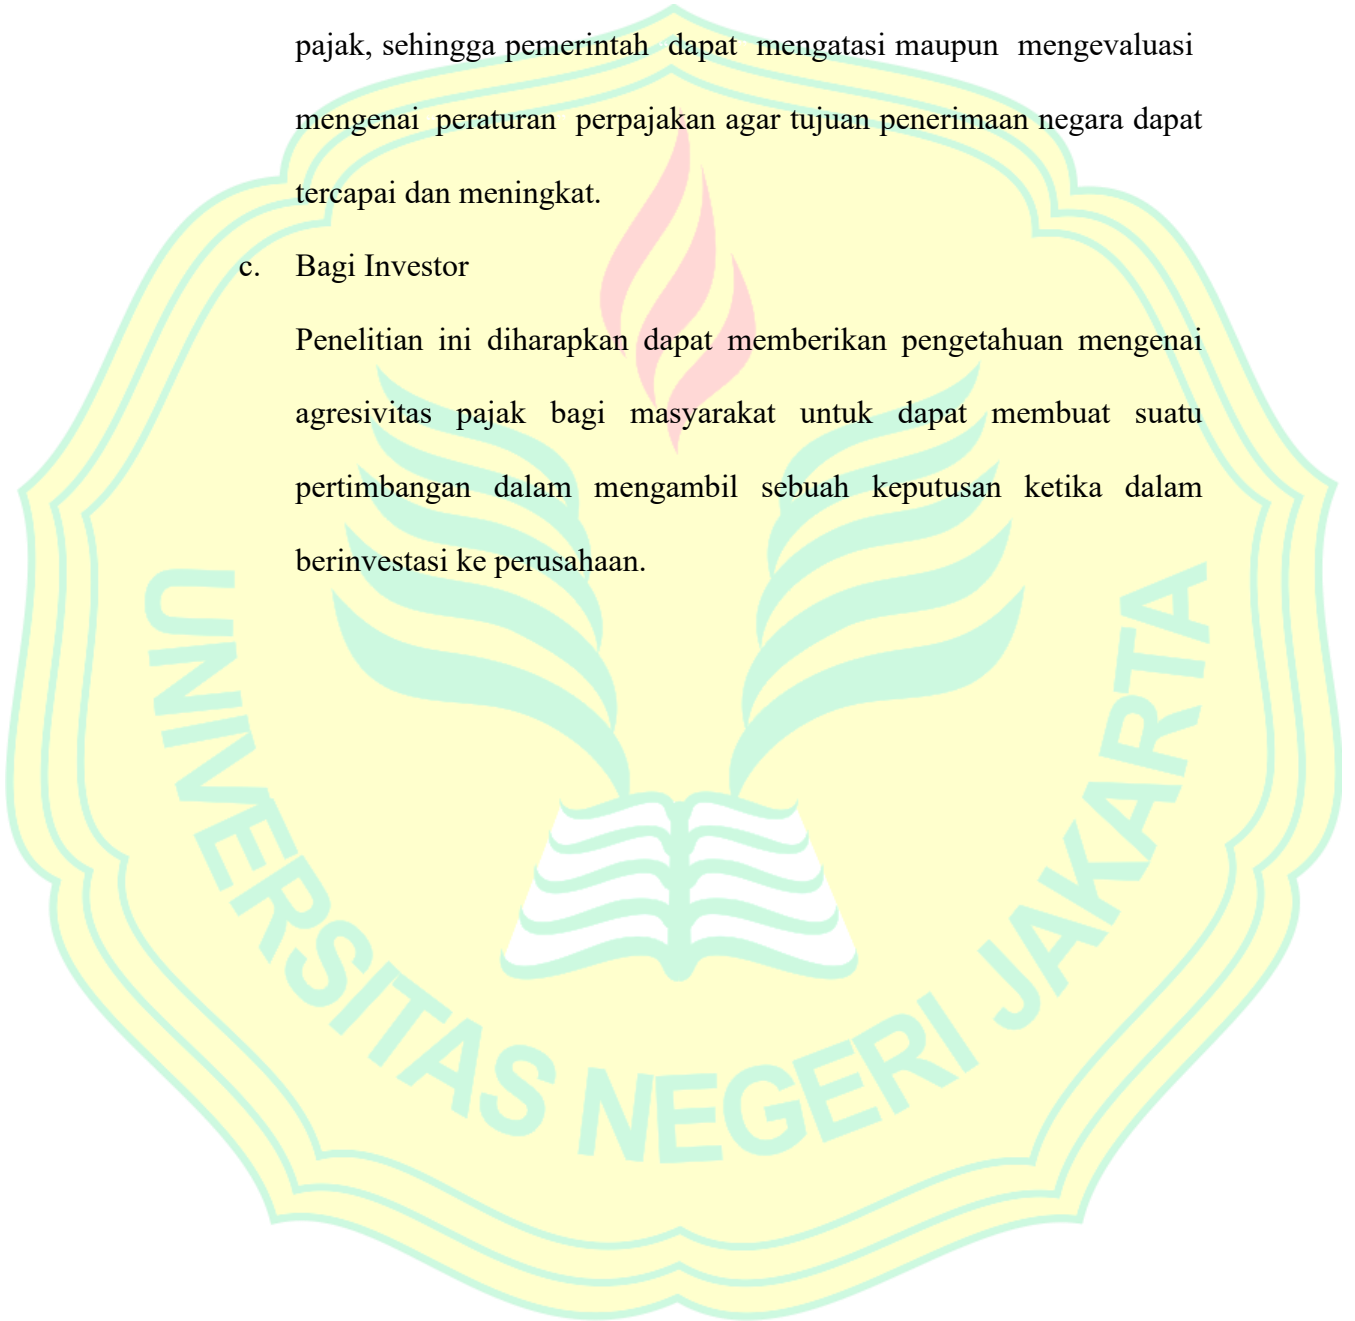 pajak, sehingga pemerintah dapat mengatasi maupun mengevaluasi
mengenai peraturan perpajakan agar tujuan penerimaan negara dapat
tercapai dan meningkat.
c. Bagi Investor
Penelitian ini diharapkan dapat memberikan pengetahuan mengenai
agresivitas pajak bagi masyarakat untuk dapat membuat suatu
pertimbangan dalam mengambil sebuah keputusan ketika dalam
berinvestasi ke perusahaan.
UNIVERSITAS NEGERI JAKARTA